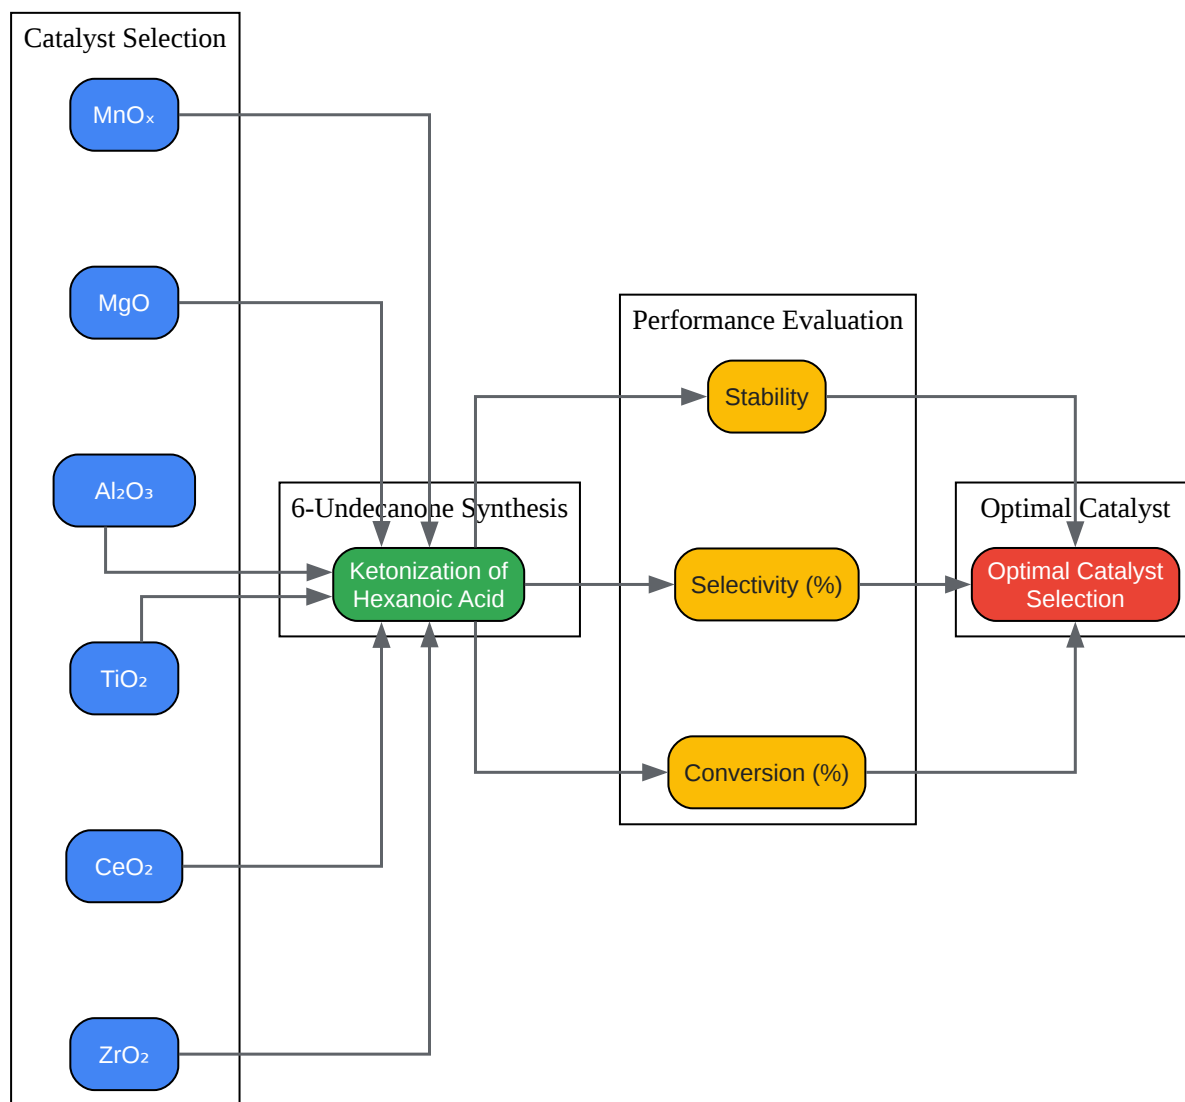 Catalyst Selection
MnOₓ
MgO
Al₂O₃
TiO₂
CeO₂
ZrO₂
6-Undecanone Synthesis
Ketonization of
Hexanoic Acid
Performance Evaluation
Stability
Selectivity (%)
Conversion (%)
Optimal Catalyst
Optimal Catalyst
Selection